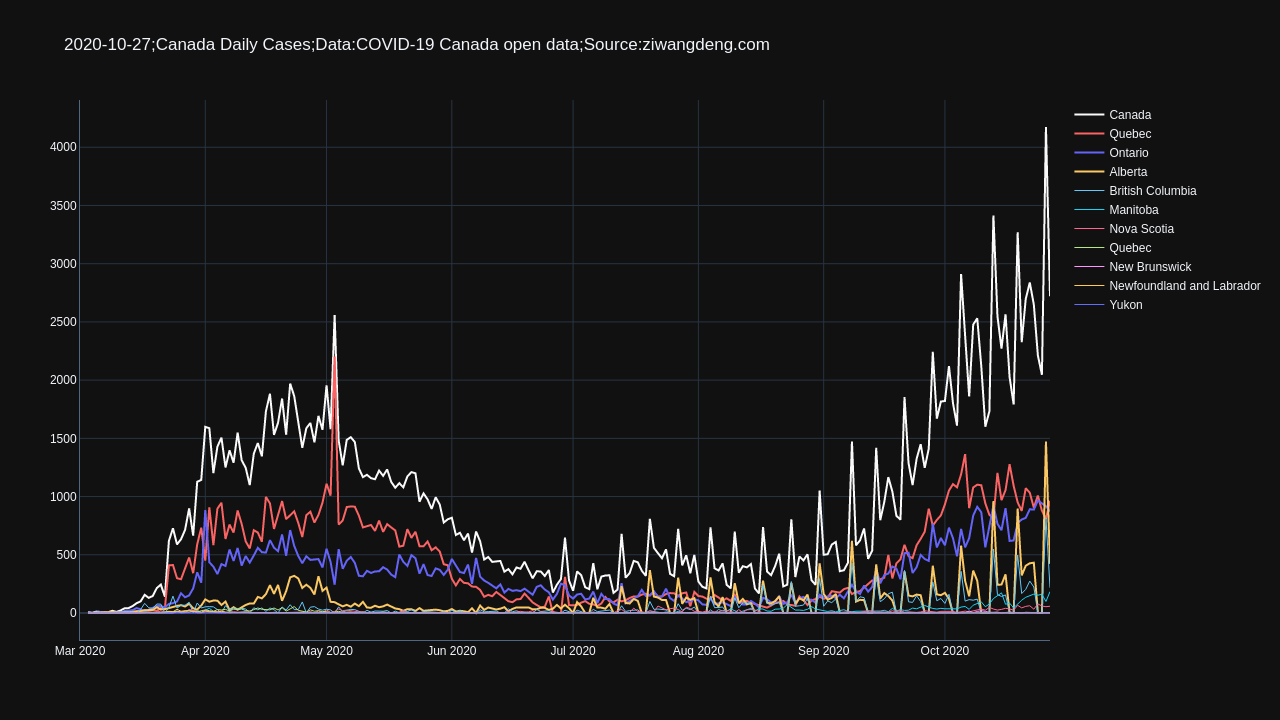 2020-10-27;Canada Daily Cases;Data:COVID-19 Canada open data;Source:ziwangdeng.com
4000
3500
3000
2500
2000
1500
1000
500
0
Mar 2020 Apr 2020 May 2020 Jun 2020 Jul 2020 Aug 2020 Sep 2020 Oct 2020
Canada
Quebec
Ontario
Alberta
British Columbia
Manitoba
Nova Scotia
Quebec
New Brunswick
Newfoundland and Labrador
Yukon